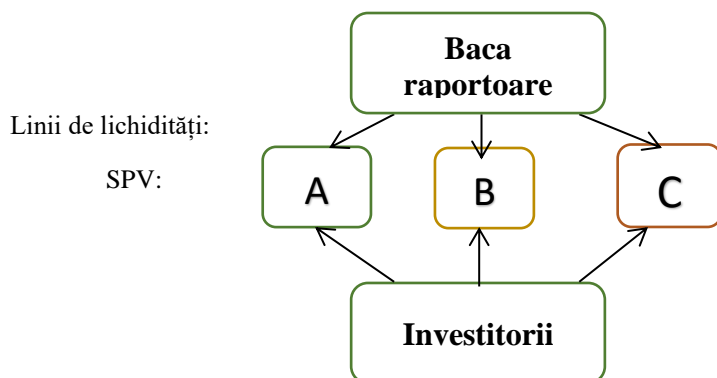 Baca
raportoare
Linii de lichidități:
SPV:
A
B
C
Investitorii